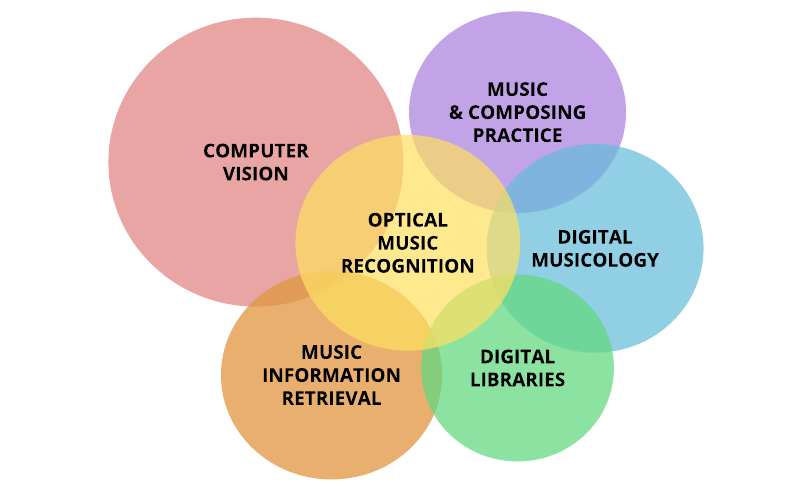 COMPUTER
VISION
MUSIC
& COMPOSING
PRACTICE
OPTICAL
MUSIC
RECOGNITION
DIGITAL
MUSICOLOGY
MUSIC
INFORMATION
RETRIEVAL
DIGITAL
LIBRARIES